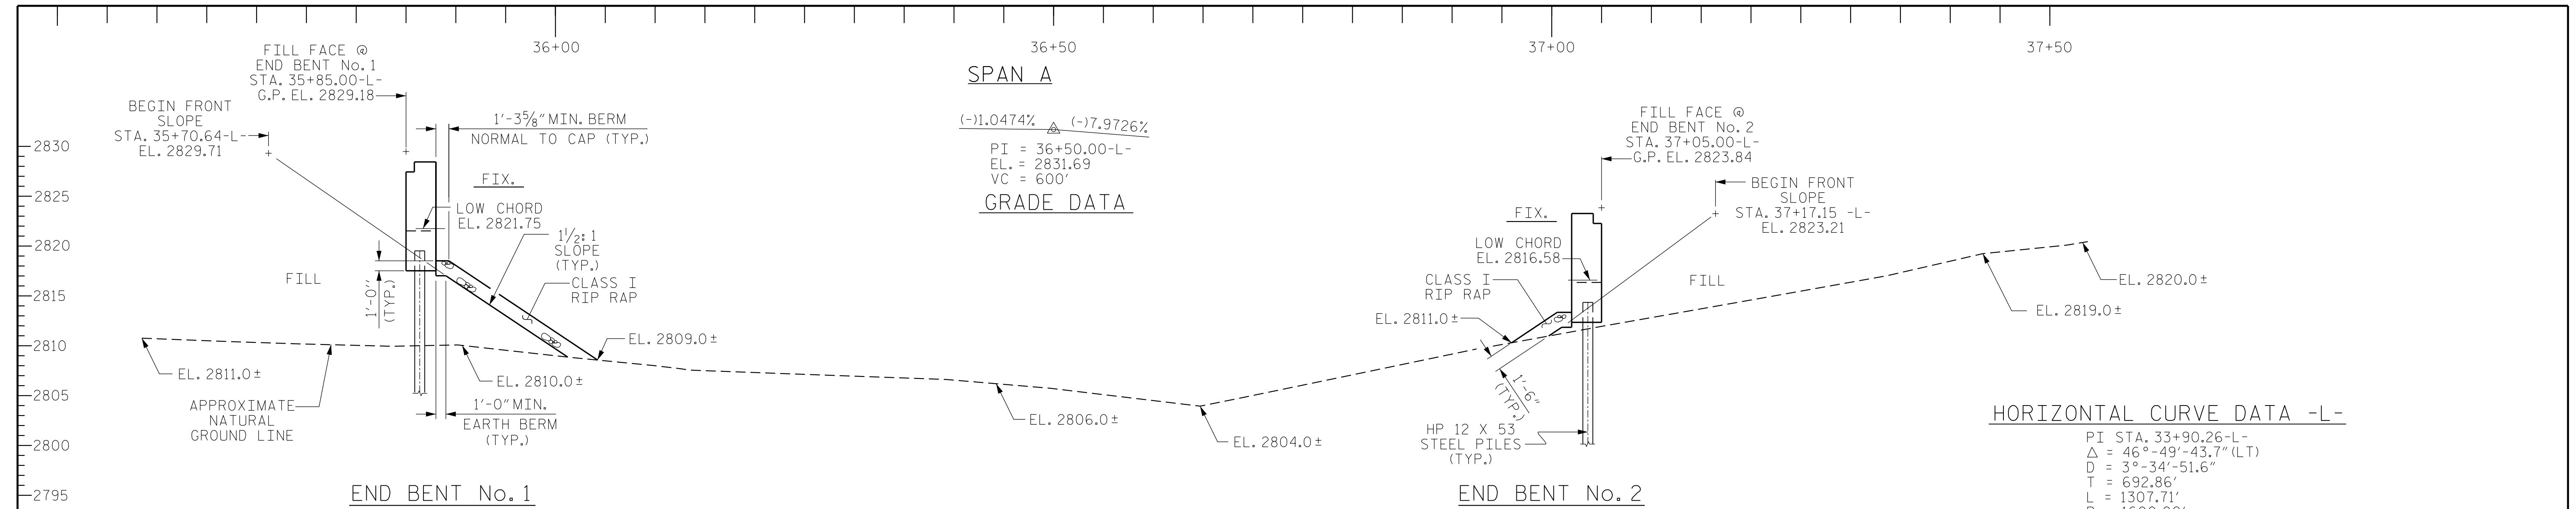 36+00
36+50
37+00
37+50
FILL FACE @
END BENT No. 1
STA. 35+85.00-L-
G.P. EL. 2829.18
BEGIN FRONT
SLOPE
STA. 35+70.64-L-
EL. 2829.71
1'-3⅝" MIN. BERM
NORMAL TO CAP (TYP.)
SPAN A
(-)1.0474%
(-)7.9726%
PI = 36+50.00-L-
EL. = 2831.69
VC = 600'
GRADE DATA
FILL FACE @
END BENT No. 2
STA. 37+05.00-L-
G.P. EL. 2823.84
BEGIN FRONT
SLOPE
STA. 37+17.15 -L-
EL. 2823.21
2830
2825
2820
2815
2810
2805
2800
2795
FIX.
LOW CHORD
EL. 2821.75
1½:1
SLOPE
(TYP.)
CLASS I
RIP RAP
FILL
1'-0"
(TYP.)
EL. 2809.0±
EL. 2811.0±
EL. 2810.0±
APPROXIMATE
NATURAL
GROUND LINE
1'-0" MIN.
EARTH BERM
(TYP.)
END BENT No. 1
EL. 2806.0±
EL. 2804.0±
FIX.
LOW CHORD
EL. 2816.58
CLASS I
RIP RAP
EL. 2811.0±
FILL
1'-6"
(TYP.)
HP 12 X 53
STEEL PILES
(TYP.)
END BENT No. 2
EL. 2819.0±
EL. 2820.0±
HORIZONTAL CURVE DATA -L-
PI STA. 33+90.26-L-
△ = 46°-49'-43.7" (LT)
D = 3°-34'-51.6"
T = 692.86'
L = 1307.71'